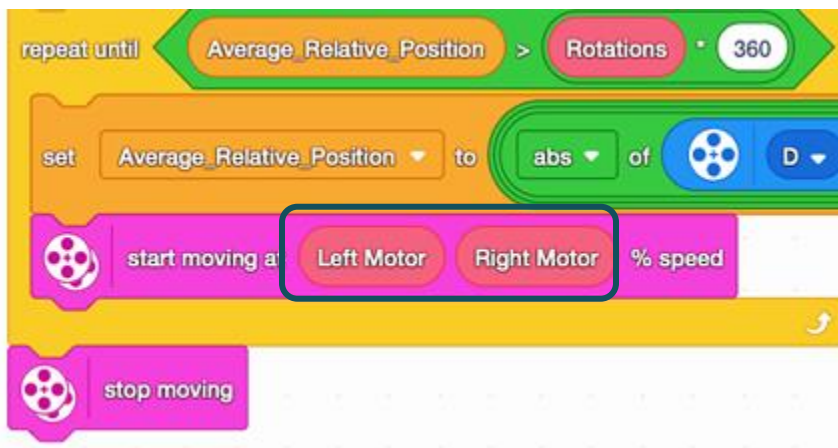 repeat until Average_Relative_Position > Rotations * 360
set Average_Relative_Position to abs of D
start moving at Left Motor Right Motor % speed
stop moving